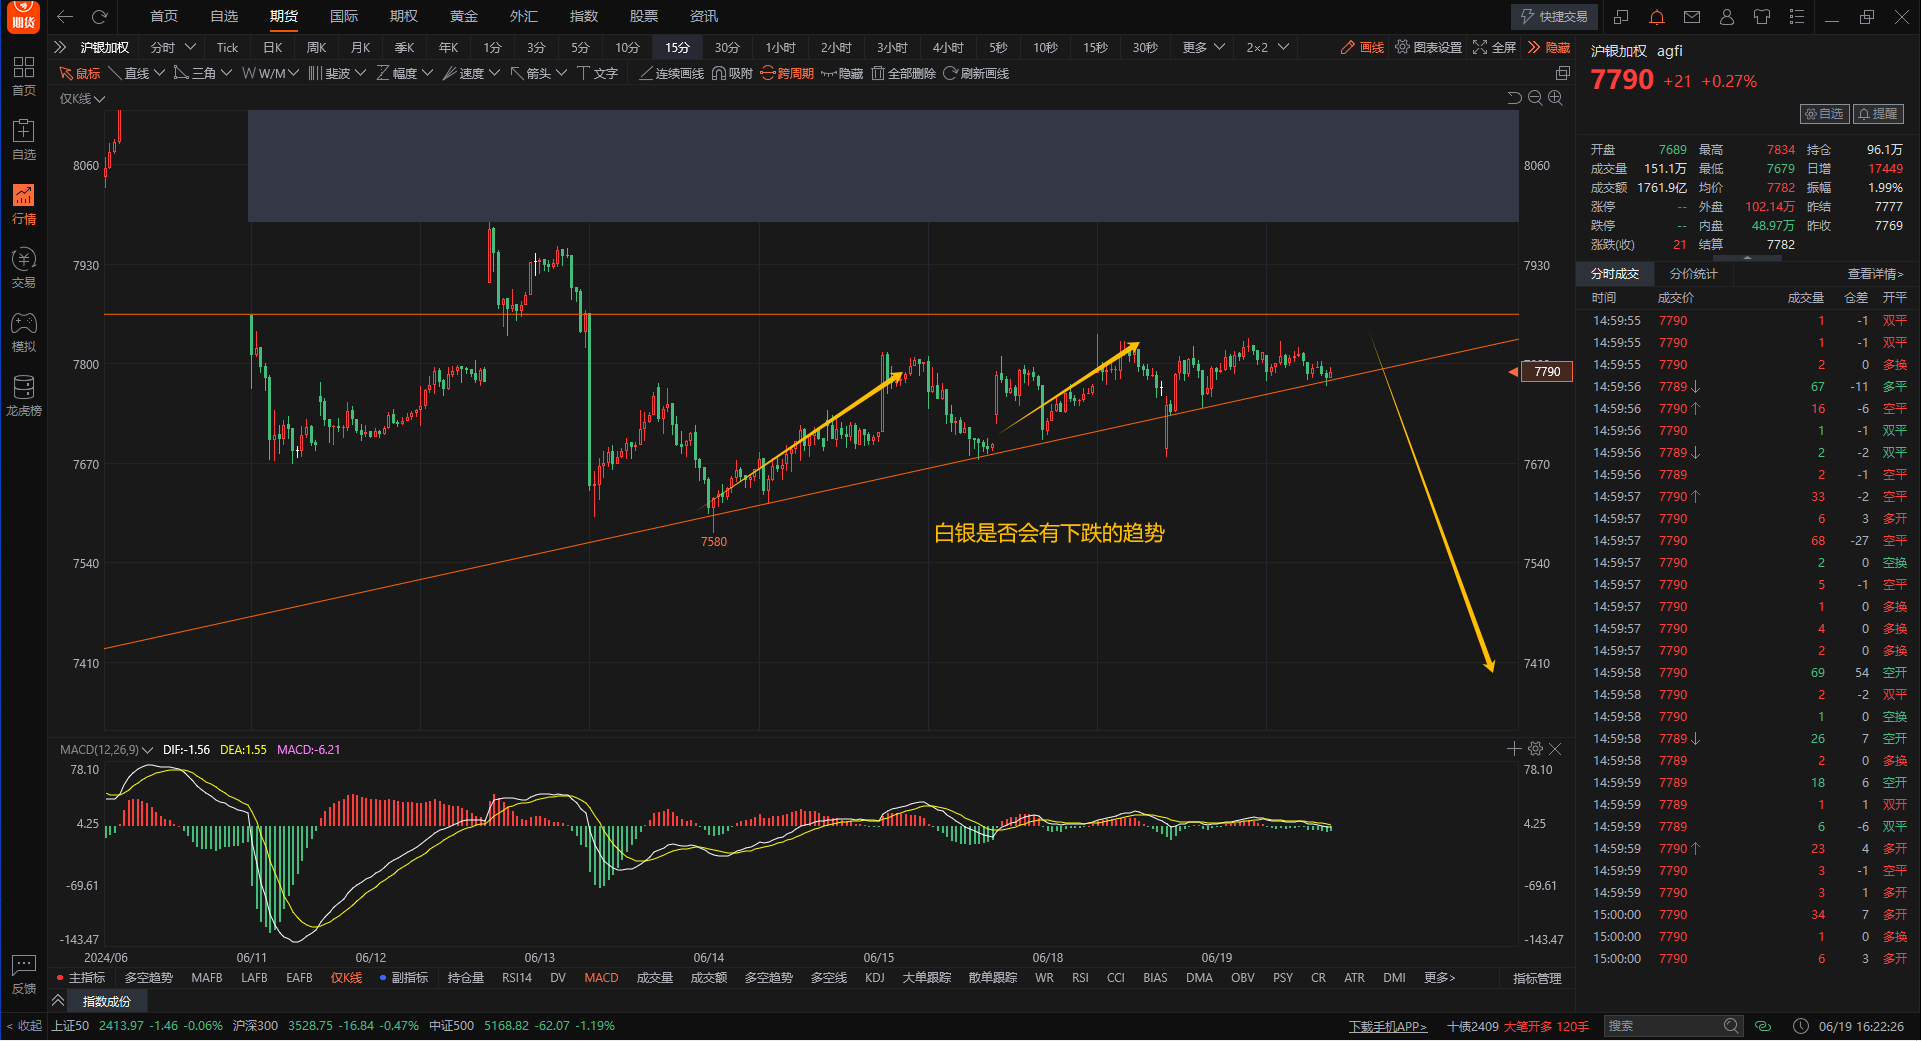 期货
首页 自选 期货 国际 期权 黄金 外汇 指数 股票 资讯
快捷交易
沪银加权 分时 Tick 日K 周K 月K 季K 年K 1分 3分 5分 10分 15分 30分 1小时 2小时 3小时 4小时 5秒 10秒 15秒 30秒 更多 2×2 画线 图表设置 全屏 隐藏
鼠标 直线 三角 W/M 斐波 幅度 速度 箭头 文字 连续画线 吸附 跨周期 隐藏 全部删除 刷新画线
首页
自选
行情
交易
模拟
龙虎榜
反馈
< 收起
仅K线
8060 8060
7930 7930
7800
7790
7670 7670
7540 7540
7410 7410
7580
白银是否会有下跌的趋势
MACD(12,26,9) DIF:-1.56 DEA:1.55 MACD:-6.21
78.10 78.10
4.25 4.25
-69.61 -69.61
-143.47 -143.47
2024/06 06/11 06/12 06/13 06/14 06/15 06/18 06/19
主指标 多空趋势 MAFB LAFB EAFB 仅K线 副指标 持仓量 RSI14 DV MACD 成交量 成交额 多空趋势 多空线 KDJ 大单跟踪 散单跟踪 WR RSI CCI BIAS DMA OBV PSY CR ATR DMI 更多> 指标管理
指数成份
沪银加权 agfi
7790 +21 +0.27%
自选 提醒
开盘 7689 最高 7834 持仓 96.1万
成交量 151.1万 最低 7679 日增 17449
成交额 1761.9亿 均价 7782 振幅 1.99%
涨停 -- 外盘 102.14万 昨结 7777
跌停 -- 内盘 48.97万 昨收 7769
涨跌(收) 21 结算 7782
分时成交 分价统计 查看详情>
时间 成交价 成交量 仓差 开平
14:59:55 7790 1 -1 双平
14:59:55 7790 1 -1 双平
14:59:55 7790 2 0 多换
14:59:56 7789↓ 67 -11 多平
14:59:56 7790↑ 16 -6 空平
14:59:56 7790 1 -1 双平
14:59:56 7789↓ 2 -2 双平
14:59:56 7789 2 -1 空平
14:59:57 7790↑ 33 -2 空平
14:59:57 7790 6 3 多开
14:59:57 7790 68 -27 空平
14:59:57 7790 2 0 空换
14:59:57 7790 5 -1 空平
14:59:57 7790 1 0 多换
14:59:57 7790 4 0 多换
14:59:57 7790 2 0 多换
14:59:58 7790 69 54 空开
14:59:58 7790 2 -2 双平
14:59:58 7790 1 0 空换
14:59:58 7789↓ 26 7 空开
14:59:58 7789 2 0 多换
14:59:59 7789 18 6 空开
14:59:59 7789 1 1 双开
14:59:59 7789 6 -6 双平
14:59:59 7790↑ 23 4 多开
14:59:59 7790 3 -1 空平
14:59:59 7790 3 1 多开
15:00:00 7790 34 7 多开
15:00:00 7790 1 0 多换
15:00:00 7790 6 3 多开
上证50 2413.97 -1.46 -0.06% 沪深300 3528.75 -16.84 -0.47% 中证500 5168.82 -62.07 -1.19%
下载手机APP> 十债2409 大笔开多 120手 搜索 06/19 16:22:26